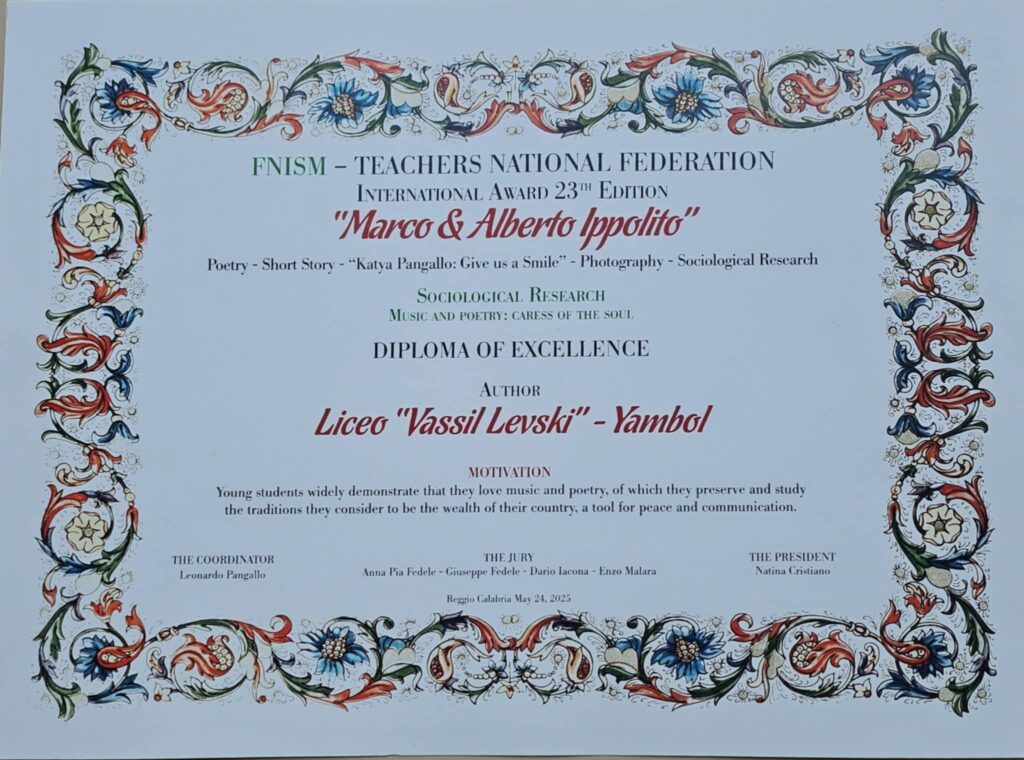 FNISM – TEACHERS NATIONAL FEDERATION
INTERNATIONAL AWARD 23TH EDITION
"Marco & Alberto Ippolito"
Poetry - Short Story - “Katya Pangallo: Give us a Smile” - Photography - Sociological Research
SOCIOLOGICAL RESEARCH
MUSIC AND POETRY: CARESS OF THE SOUL
DIPLOMA OF EXCELLENCE
AUTHOR
Liceo "Vassil Levski" - Yambol
MOTIVATION
Young students widely demonstrate that they love music and poetry, of which they preserve and study
the traditions they consider to be the wealth of their country, a tool for peace and communication.
THE COORDINATOR
Leonardo Pangallo
THE JURY
Anna Pia Fedele - Giuseppe Fedele - Dario Iacona - Enzo Malara
THE PRESIDENT
Natina Cristiano
Reggio Calabria May 24, 2025